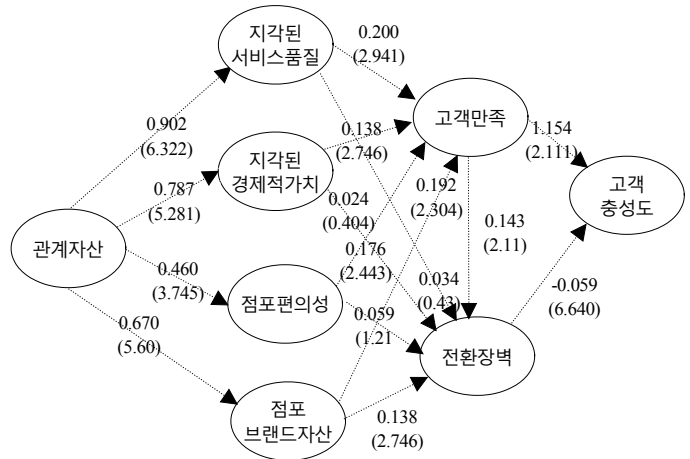 지각된
서비스품질
0.200
(2.941)
고객만족
1.154
(2.111)
0.902
(6.322)
0.138
(2.746)
지각된
경제적가치
0.787
(5.281)
0.024
(0.404)
0.192
(2.304)
고객
충성도
0.143
(2.11)
관계자산
0.460
(3.745)
0.176
(2.443)
점포편의성
0.034
(0.43)
-0.059
(6.640)
0.670
(5.60)
0.059
(1.21
전환장벽
점포
브랜드자산
0.138
(2.746)